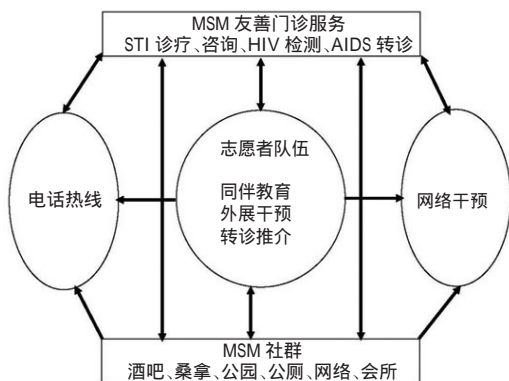 MSM 友善门诊服务
STI 诊疗、咨询、HIV 检测、AIDS 转诊
志愿者队伍
同伴教育
外展干预
转诊推介
电话热线
网络干预
MSM 社群
酒吧、桑拿、公园、公厕、网络、会所